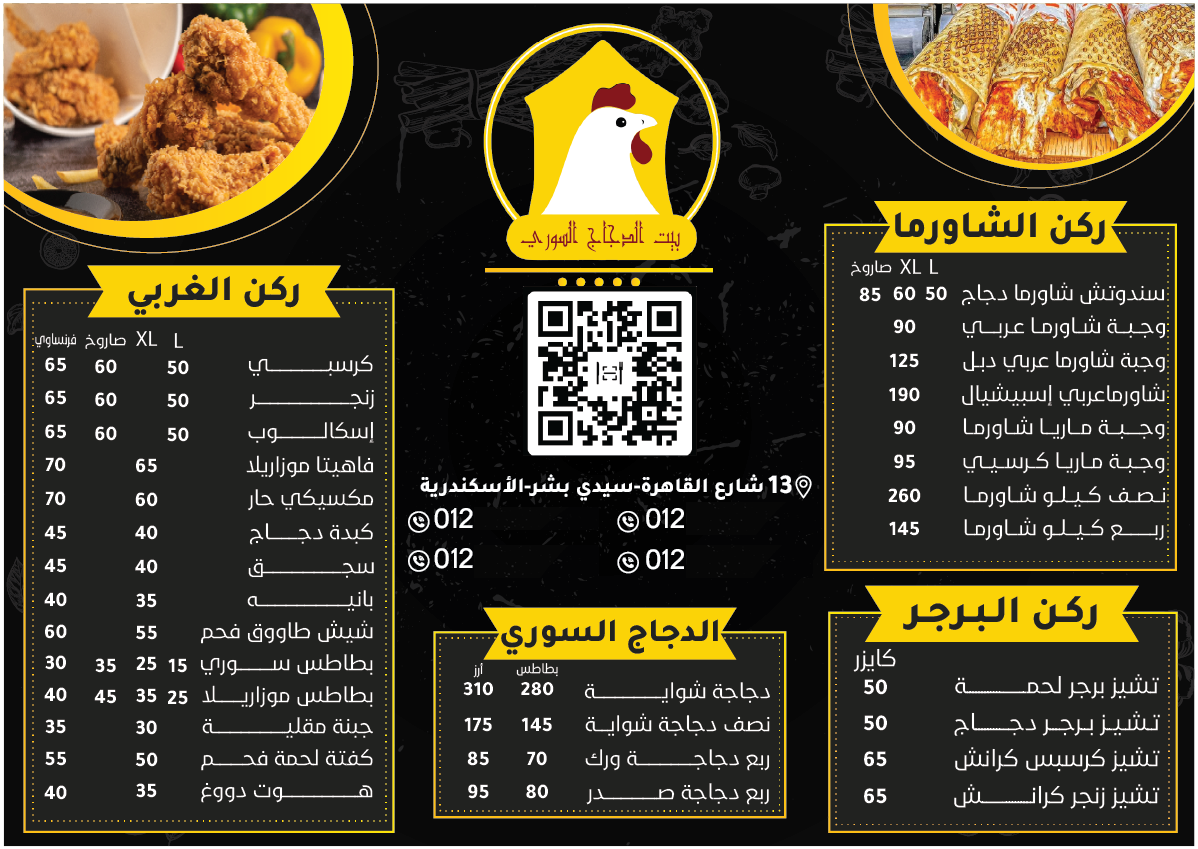 بيت الدجاج السوري
13 شارع القاهرة-سيدي بشر-الأسكندرية
012 012
012 012
ركن الشاورما
L XL صاروخ
سندوتش شاورما دجاج 50 60 85
وجبة شاورما عربي 90
وجبة شاورما عربي دبل 125
شاورماعربي إسبيشيال 190
وجبة ماريا شاورما 90
وجبة ماريا كرسيي 95
نصف كيلو شاورما 260
ربع كيلو شاورما 145
ركن البرجر
كايزر
تشيز برجر لحمة 50
تشيز برجر دجاج 50
تشيز كرسبس كرانش 65
تشيز زنجر كرانش 65
الدجاج السوري
بطاطس أرز
دجاجة شواية 280 310
نصف دجاجة شواية 145 175
ربع دجاجة ورك 70 85
ربع دجاجة صدر 80 95
ركن الغربي
L XL صاروخ فرنساوي
كرسبي 50 60 65
زنجر 50 60 65
إسكالوب 50 60 65
فاهيتا موزاريلا 65 70
مكسيكي حار 60 70
كبدة دجاج 40 45
سجق 40 45
بانيه 35 40
شيش طاووق فحم 55 60
بطاطس سوري 15 25 35 30
بطاطس موزاريلا 25 35 45 40
جبنة مقلية 30 35
كفتة لحمة فحم 50 55
هوت دووغ 35 40